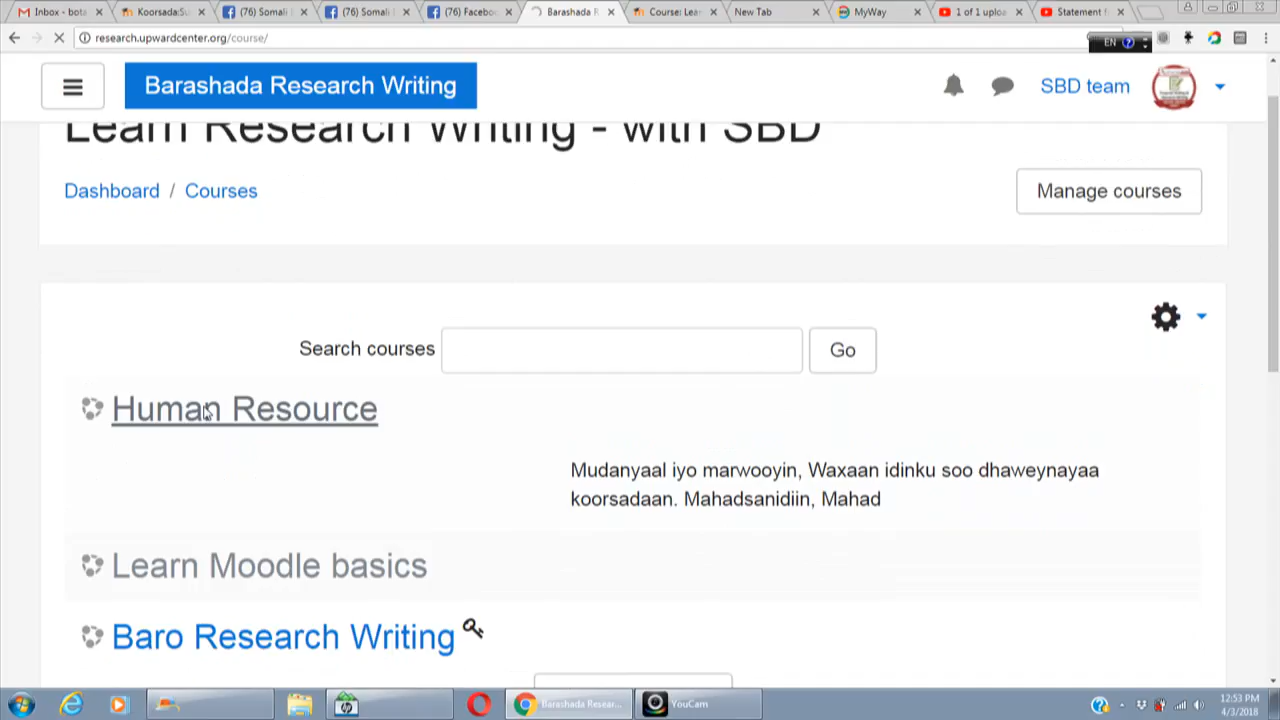 Inbox - bota
Koorsada:Su
(76) Somali
(76) Somali
(76) Facebo
Barashada R
Course: Lear
New Tab
MyWay
1 of 1 uploa
Statement
research.upwardcenter.org/course/
EN
Barashada Research Writing
SBD team
Learn Research Writing - with SBD
Dashboard / Courses
Manage courses
Search courses
Go
Human Resource
Mudanyaal iyo marwooyin, Waxaan idinku soo dhaweynayaa
koorsadaan. Mahadsanidiin, Mahad
Learn Moodle basics
Baro Research Writing
Barashada Resear...
YouCam
12:53 PM
4/3/2018